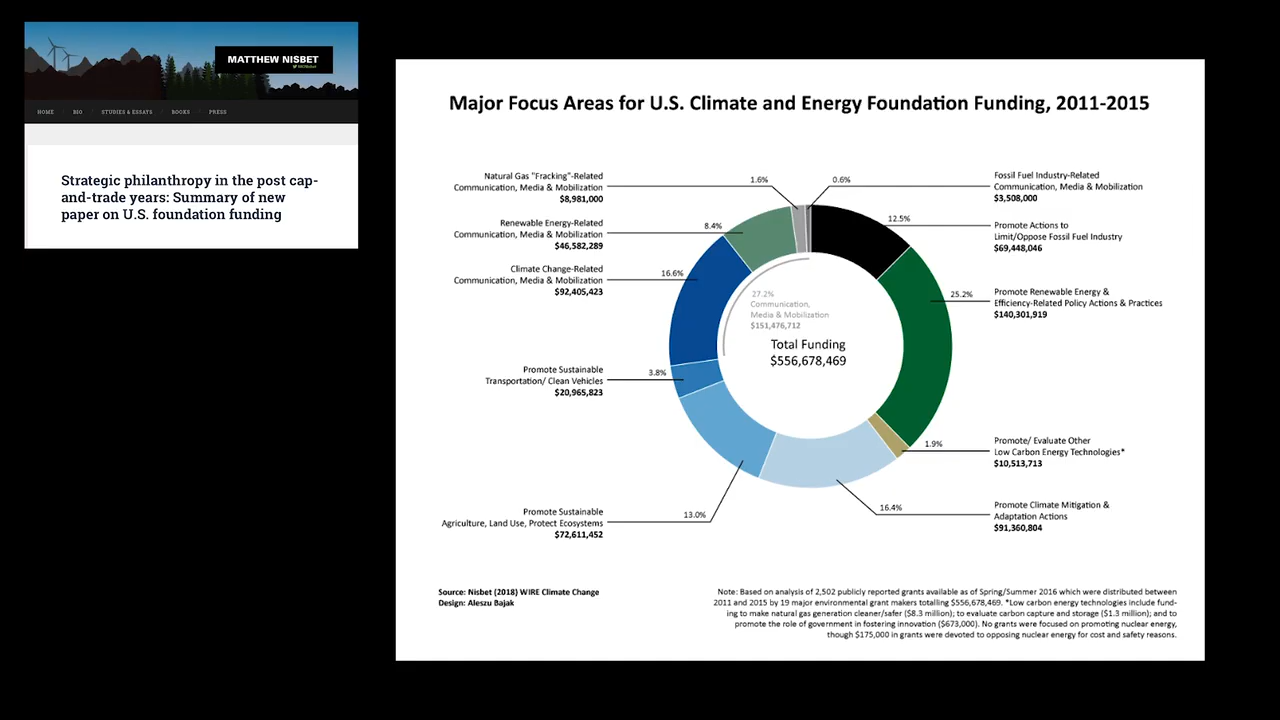 MATTHEW NISBET
HOME
BIO
STUDIES & ESSAYS
BOOKS
PRESS
Strategic philanthropy in the post cap-
and-trade years: Summary of new
paper on U.S. foundation funding
Major Focus Areas for U.S. Climate and Energy Foundation Funding, 2011-2015
Natural Gas "Fracking"-Related
Communication, Media & Mobilization
$8,981,000
1.6%
Renewable Energy-Related
Communication, Media & Mobilization
$46,582,289
8.4%
Climate Change-Related
Communication, Media & Mobilization
$92,405,423
16.6%
Promote Sustainable
Transportation/ Clean Vehicles
$20,965,823
3.8%
Promote Sustainable
Agriculture, Land Use, Protect Ecosystems
$72,611,452
13.0%
27.2%
Communication,
Media & Mobilization
$151,476,712
Total Funding
$556,678,469
0.6%
Fossil Fuel Industry-Related
Communication, Media & Mobilization
$3,508,000
12.5%
Promote Actions to
Limit/Oppose Fossil Fuel Industry
$69,448,046
25.2%
Promote Renewable Energy &
Efficiency-Related Policy Actions & Practices
$140,301,919
1.9%
Promote/ Evaluate Other
Low Carbon Energy Technologies*
$10,513,713
16.4%
Promote Climate Mitigation &
Adaptation Actions
$91,360,804
Source: Nisbet (2018) WIRE Climate Change
Design: Aleszu Bajak
Note: Based on analysis of 2,502 publicly reported grants available as of Spring/Summer 2016 which were distributed between
2011 and 2015 by 19 major environmental grant makers totalling $556,678,469. *Low carbon energy technologies include fund-
ing to make natural gas generation cleaner/safer ($8.3 million); to evaluate carbon capture and storage ($1.3 million); and to
promote the role of government in fostering innovation ($673,000). No grants were focused on promoting nuclear energy,
though $175,000 in grants were devoted to opposing nuclear energy for cost and safety reasons.